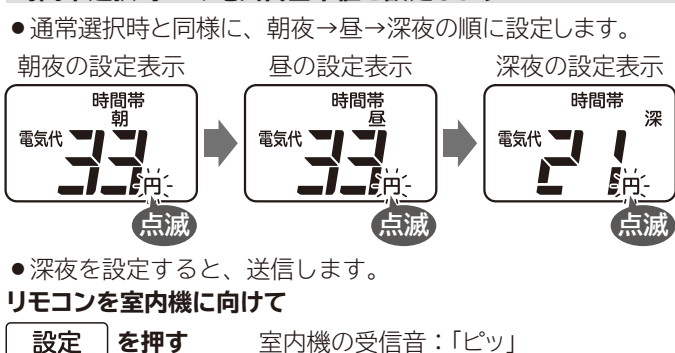 ●通常選択時と同様に、朝夜→昼→深夜の順に設定します。
朝夜の設定表示 昼の設定表示 深夜の設定表示
時間帯 時間帯 時間帯
朝 昼 深
電気代 33 円 電気代 33 円 電気代 21 円
点滅 点滅 点滅
●深夜を設定すると、送信します。
リモコンを室内機に向けて
設定 を押す 室内機の受信音：「ピッ」